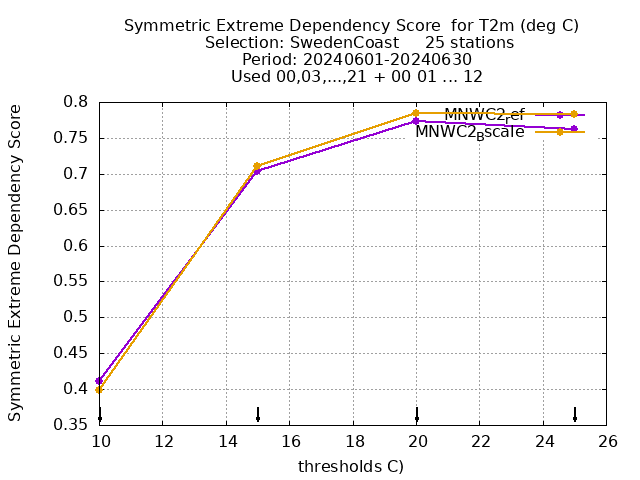 Symmetric Extreme Dependency Score for T2m (deg C)
Selection: SwedenCoast 25 stations
Period: 20240601-20240630
Used 00,03,...,21 + 00 01 ... 12
Symmetric Extreme Dependency Score
0.8
0.75
0.7
0.65
0.6
0.55
0.5
0.45
0.4
0.35
MNWC2ref
MNWC2Bscale
10 12 14 16 18 20 22 24 26
thresholds C)